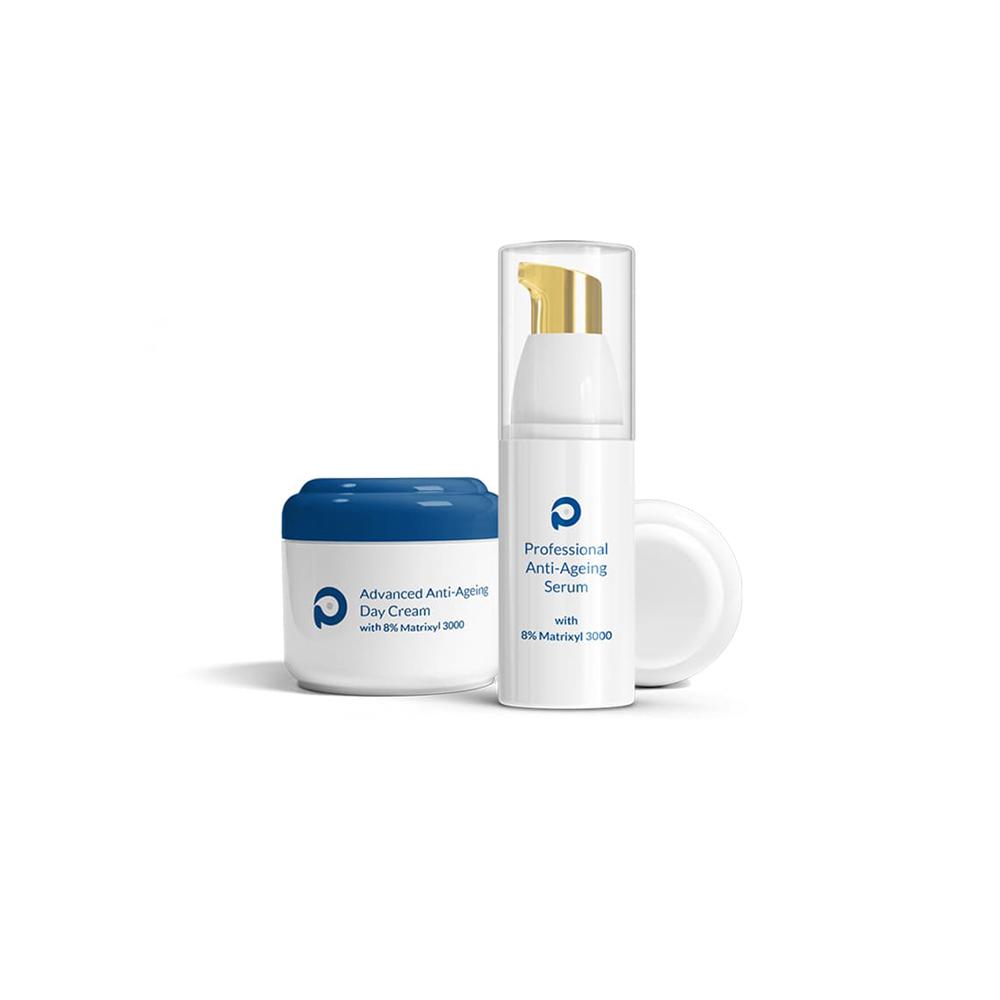 Advanced Anti-Ageing
Day Cream
with 8% Matrixyl 3000
Professional
Anti-Ageing
Serum
with
8% Matrixyl 3000